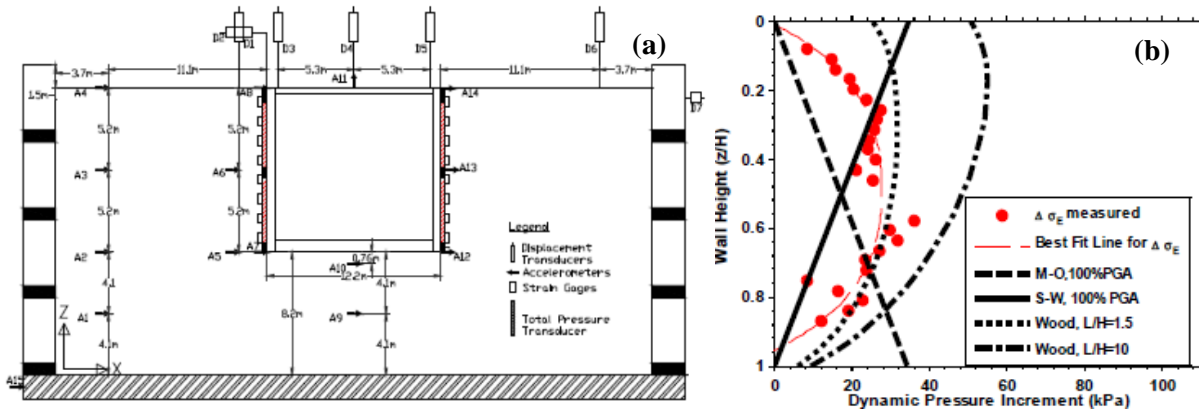 D2
D1
D3
D4
D5
D6
(a)
3.7m
11.1m
5.3m
5.3m
11.1m
3.7m
A11
A4
A8
A14
D7
1.5m
5.2m
5.2m
A3
A6
A13
5.2m
5.2m
A2
A5
A7
A12
A10
0.76m
12.2m
4.1
4.1
Z
A1
8.2m
A9
4.1m
4.1m
X
A15
Legend
Displacement
Transducers
Accelerometers
Strain Gages
Total Pressure
Transducer
(b)
Wall Height (z/H)
0
0.2
0.4
0.6
0.8
1
0
20
40
60
80
100
Dynamic Pressure Increment (kPa)
Δ σE measured
Best Fit Line for Δ σE
M-O,100%PGA
S-W, 100% PGA
Wood, L/H=1.5
Wood, L/H=10